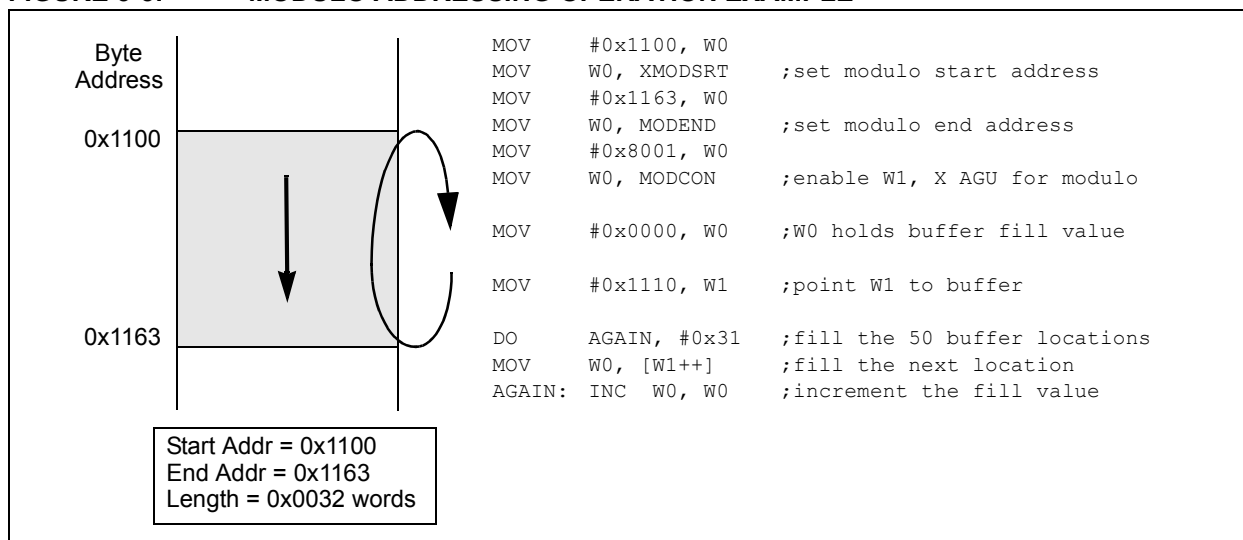 FIGURE MODULO ADDRESSING OPERATION EXAMPLE
Byte
Address
0x1100
0x1163
MOV #0x1100, W0
MOV W0, XMODSRT ;set modulo start address
MOV #0x1163, W0
MOV W0, MODEND ;set modulo end address
MOV #0x8001, W0
MOV W0, MODCON ;enable W1, X AGU for modulo
MOV #0x0000, W0 ;W0 holds buffer fill value
MOV #0x1110, W1 ;point W1 to buffer
DO AGAIN, #0x31 ;fill the 50 buffer locations
MOV W0, [W1++] ;fill the next location
AGAIN: INC W0, W0 ;increment the fill value
Start Addr = 0x1100
End Addr = 0x1163
Length = 0x0032 words